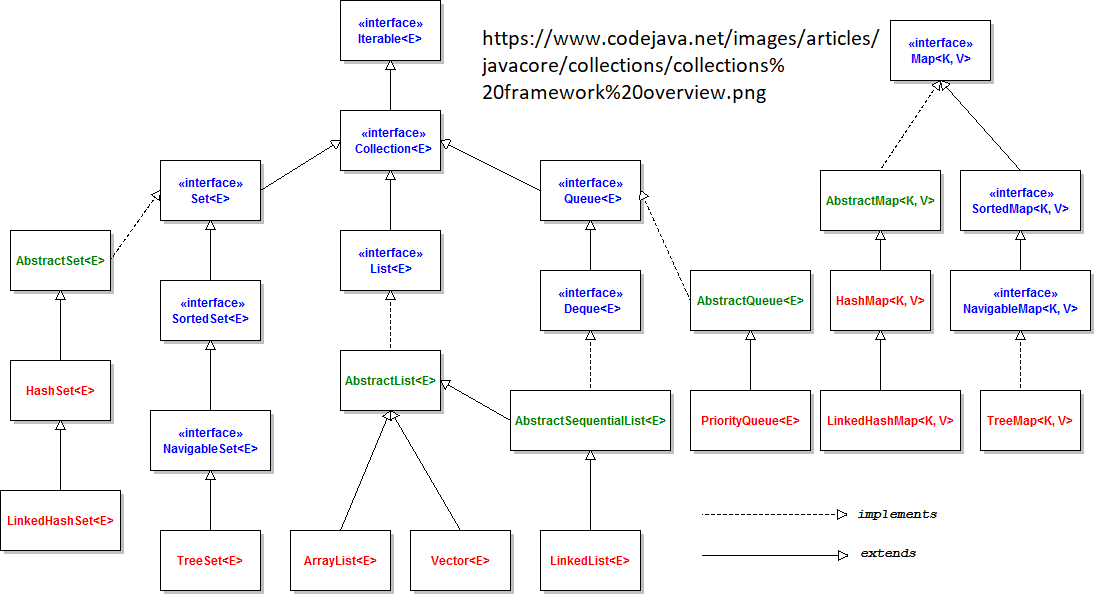 «interface»
Iterable<E>
https://www.codejava.net/images/articles/
javacore/collections/collections%
20framework%20overview.png
«interface»
Map<K, V>
«interface»
Collection<E>
«interface»
Set<E>
«interface»
Queue<E>
AbstractMap<K, V>
«interface»
SortedMap<K, V>
AbstractSet<E>
«interface»
List<E>
«interface»
SortedSet<E>
«interface»
Deque<E>
AbstractQueue<E>
HashMap<K, V>
«interface»
NavigableMap<K, V>
HashSet<E>
AbstractList<E>
«interface»
NavigableSet<E>
AbstractSequentialList<E>
PriorityQueue<E>
LinkedHashMap<K, V>
TreeMap<K, V>
LinkedHashSet<E>
TreeSet<E>
ArrayList<E>
Vector<E>
LinkedList<E>
implements
extends